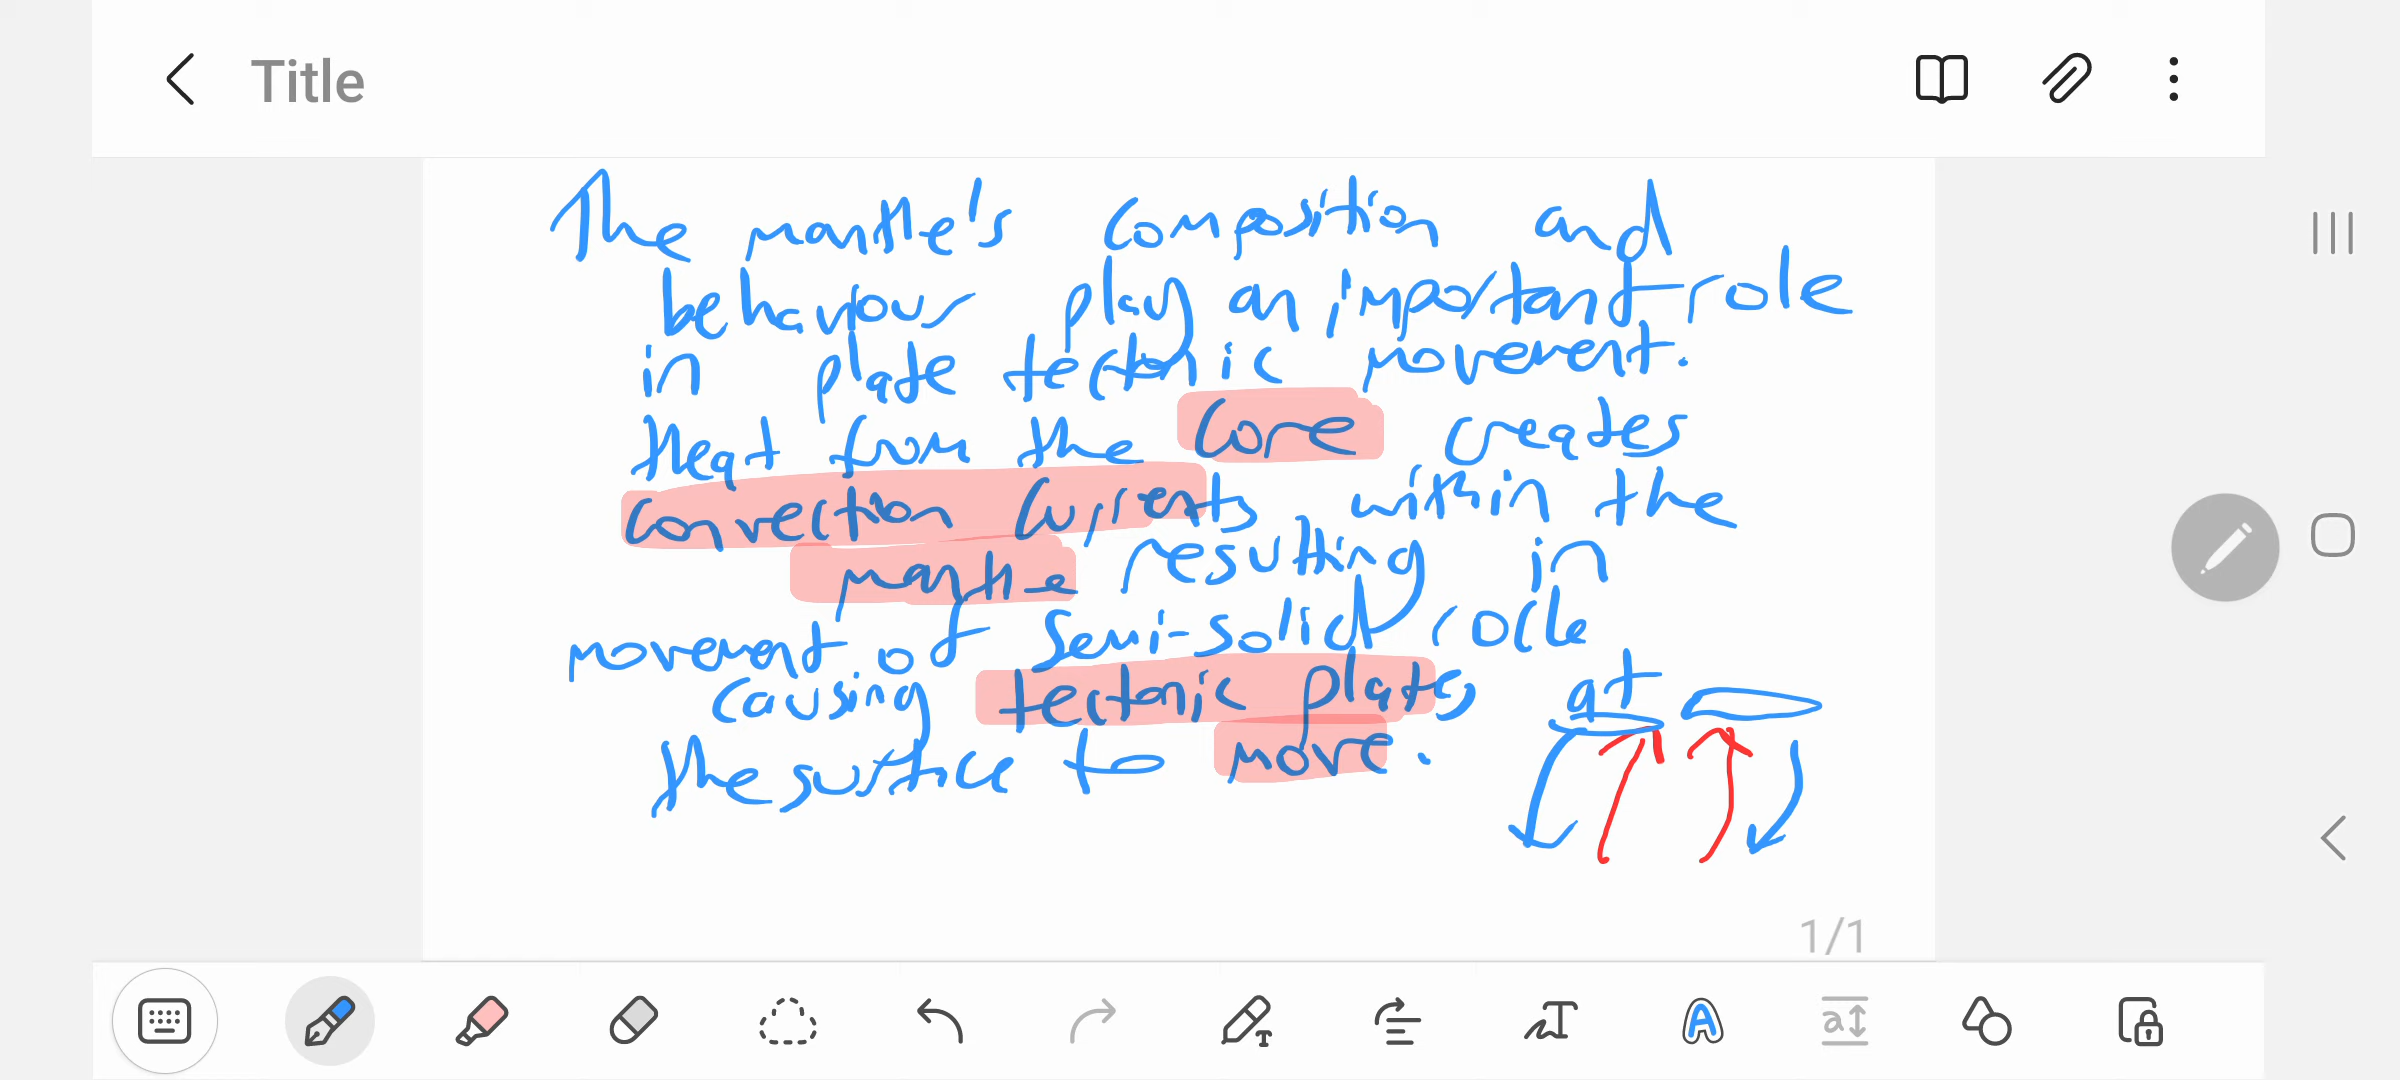 Title
The mantle's composition and
behaviour play an important role
in plate tectonic movement.
Heat from the core creates
convection currents within the
mantle resulting in
movement of semi-solid rock
causing tectonic plates at
the surface to move.
1/1